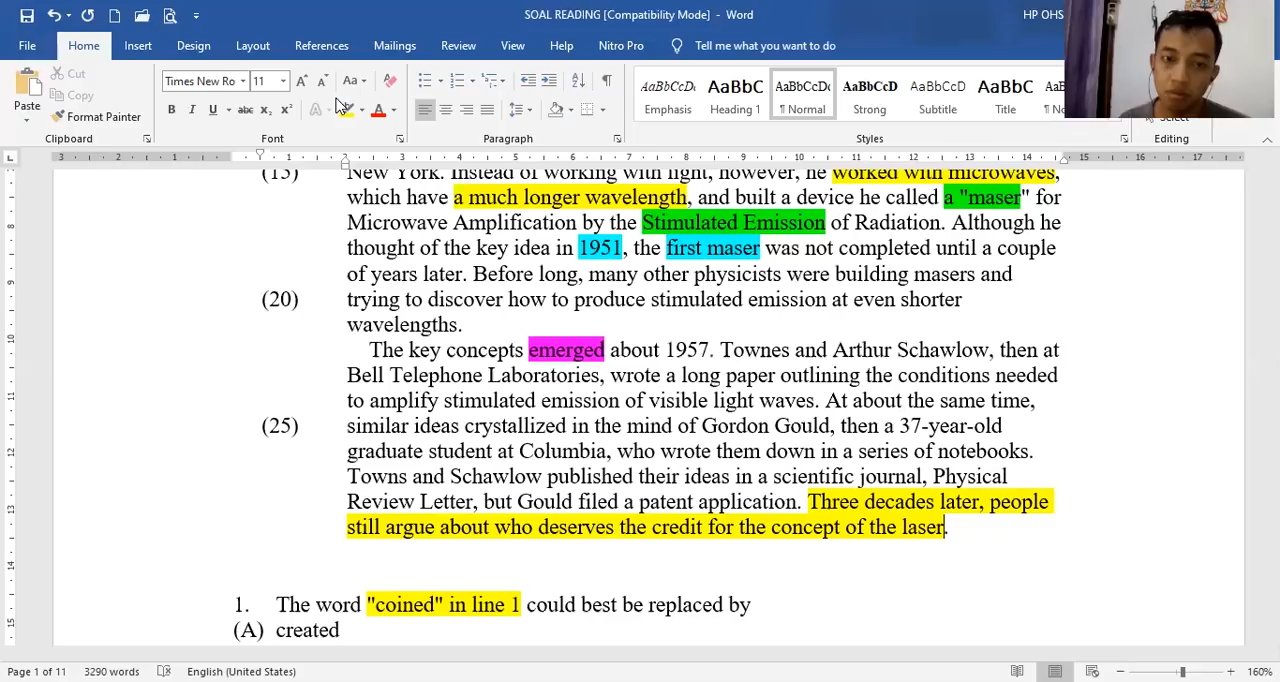 SOAL READING [Compatibility Mode] - Word
HP OHS
File Home Insert Design Layout References Mailings Review View Help Nitro Pro Tell me what you want to do
Paste
Cut
Copy
Format Painter
Clipboard
Times New Ro 11
Font
Paragraph
AaBbCcD AaBbC AaBbCcDc AaBbCcD AaBbCcD AaBbC
Emphasis Heading 1 ¶ Normal Strong Subtitle Title
Styles
Select
Editing
(15) New York. Instead of working with light, however, he worked with microwaves,
which have a much longer wavelength, and built a device he called a "maser" for
Microwave Amplification by the Stimulated Emission of Radiation. Although he
thought of the key idea in 1951, the first maser was not completed until a couple
of years later. Before long, many other physicists were building masers and
(20) trying to discover how to produce stimulated emission at even shorter
wavelengths.
The key concepts emerged about 1957. Townes and Arthur Schawlow, then at
Bell Telephone Laboratories, wrote a long paper outlining the conditions needed
to amplify stimulated emission of visible light waves. At about the same time,
(25) similar ideas crystallized in the mind of Gordon Gould, then a 37-year-old
graduate student at Columbia, who wrote them down in a series of notebooks.
Towns and Schawlow published their ideas in a scientific journal, Physical
Review Letter, but Gould filed a patent application. Three decades later, people
still argue about who deserves the credit for the concept of the laser.
1. The word "coined" in line 1 could best be replaced by
(A) created
Page 1 of 11 3290 words English (United States) 160%